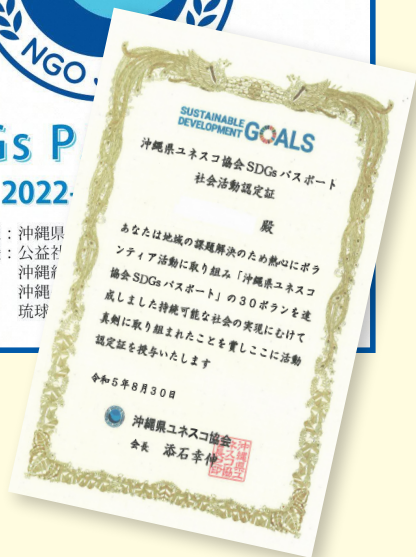 NGO
Gs P
2022-
：沖縄県
：公益社
沖縄
沖縄
琉球
SUSTAINABLE
DEVELOPMENT GOALS
沖縄県ユネスコ協会SDGsパスポート
社会活動認定証
殿
あなたは地域の課題解決のため熱心にボラ
ンティア活動に取り組み「沖縄県ユネスコ
協会SDGsパスポート」の30ボランを達
成しました持続可能な社会の実現にむけて
真剣に取り組まれたことを賞しここに活動
認定証を授与いたします
令和5年8月30日
沖縄県ユネスコ協会
会長 添石幸伸